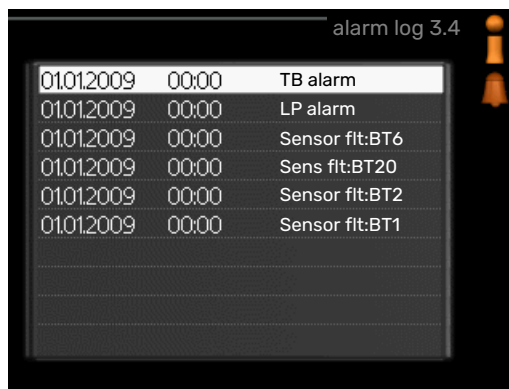 alarm log 3.4
01.01.2009 00:00 TB alarm
01.01.2009 00:00 LP alarm
01.01.2009 00:00 Sensor flt:BT6
01.01.2009 00:00 Sens flt:BT20
01.01.2009 00:00 Sensor flt:BT2
01.01.2009 00:00 Sensor flt:BT1